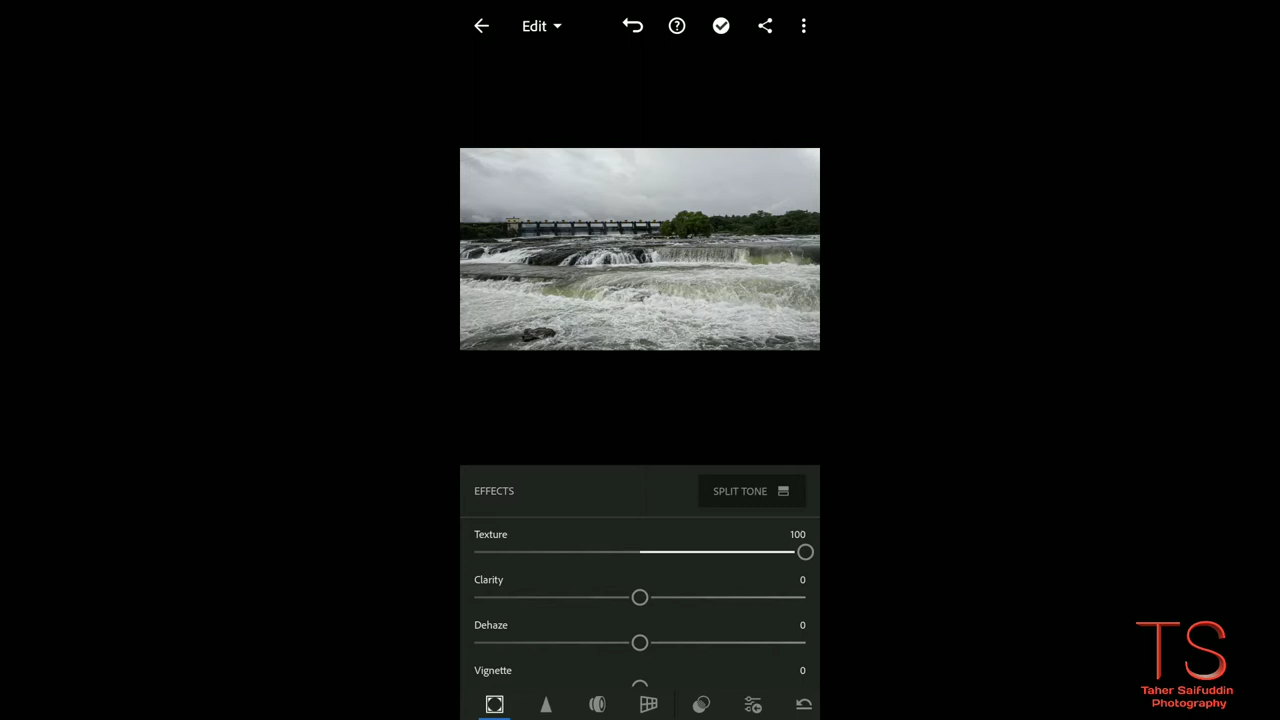 Edit
EFFECTS
SPLIT TONE
Texture 100
Clarity 0
Dehaze 0
Vignette 0
TS
Taher Saifuddin
Photography